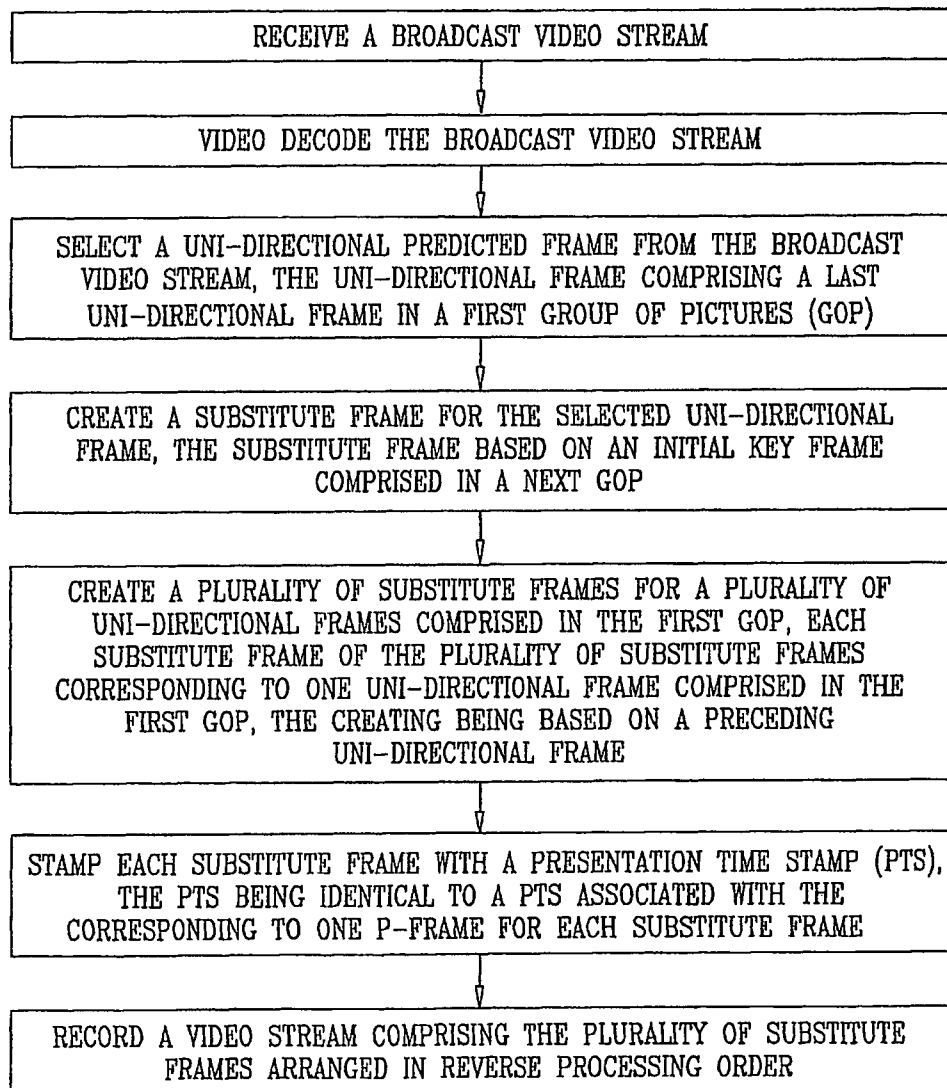 RECEIVE A BROADCAST VIDEO STREAM
VIDEO DECODE THE BROADCAST VIDEO STREAM
SELECT A UNI-DIRECTIONAL PREDICTED FRAME FROM THE BROADCAST
VIDEO STREAM, THE UNI-DIRECTIONAL FRAME COMPRISING A LAST
UNI-DIRECTIONAL FRAME IN A FIRST GROUP OF PICTURES (GOP)
CREATE A SUBSTITUTE FRAME FOR THE SELECTED UNI-DIRECTIONAL
FRAME, THE SUBSTITUTE FRAME BASED ON AN INITIAL KEY FRAME
COMPRISED IN A NEXT GOP
CREATE A PLURALITY OF SUBSTITUTE FRAMES FOR A PLURALITY OF
UNI-DIRECTIONAL FRAMES COMPRISED IN THE FIRST GOP, EACH
SUBSTITUTE FRAME OF THE PLURALITY OF SUBSTITUTE FRAMES
CORRESPONDING TO ONE UNI-DIRECTIONAL FRAME COMPRISED IN THE
FIRST GOP, THE CREATING BEING BASED ON A PRECEDING
UNI-DIRECTIONAL FRAME
STAMP EACH SUBSTITUTE FRAME WITH A PRESENTATION TIME STAMP (PTS),
THE PTS BEING IDENTICAL TO A PTS ASSOCIATED WITH THE
CORRESPONDING TO ONE P-FRAME FOR EACH SUBSTITUTE FRAME
RECORD A VIDEO STREAM COMPRISING THE PLURALITY OF SUBSTITUTE
FRAMES ARRANGED IN REVERSE PROCESSING ORDER